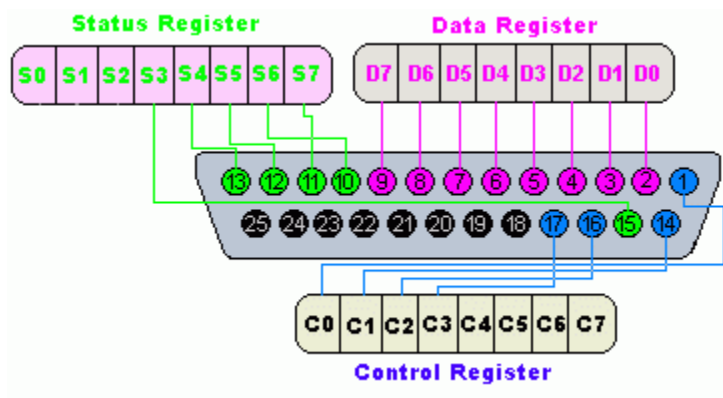 Status Register
Data Register
S0 S1 S2 S3 S4 S5 S6 S7
D7 D6 D5 D4 D3 D2 D1 D0
13 12 11 10 9 8 7 6 5 4 3 2 1
25 24 23 22 21 20 19 18 17 16 15 14
C0 C1 C2 C3 C4 C5 C6 C7
Control Register